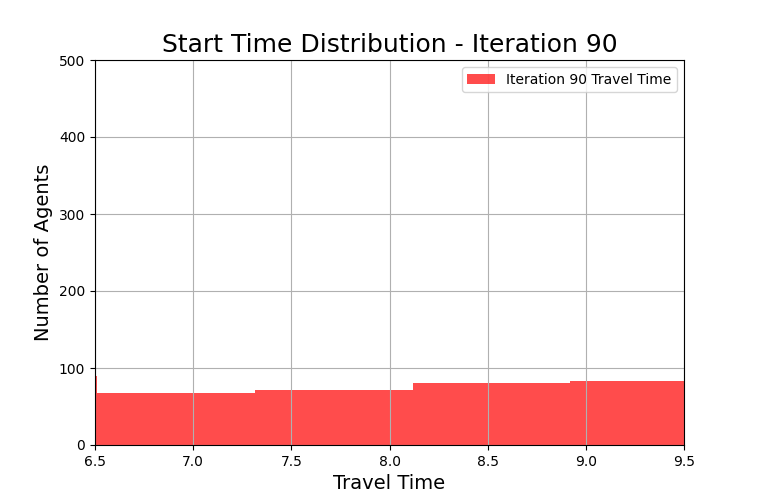 Start Time Distribution - Iteration 90
Iteration 90 Travel Time
Number of Agents
500
400
300
200
100
0
6.5 7.0 7.5 8.0 8.5 9.0 9.5
Travel Time